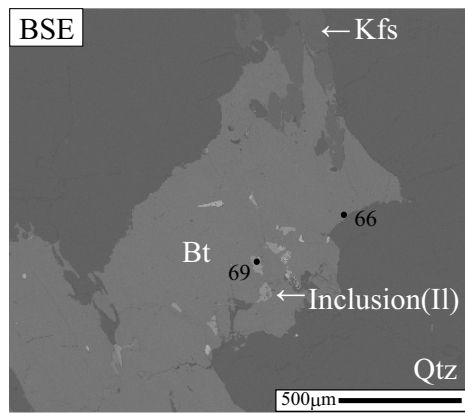 BSE
← Kfs
66
Bt
69
← Inclusion(Il)
Qtz
500μm